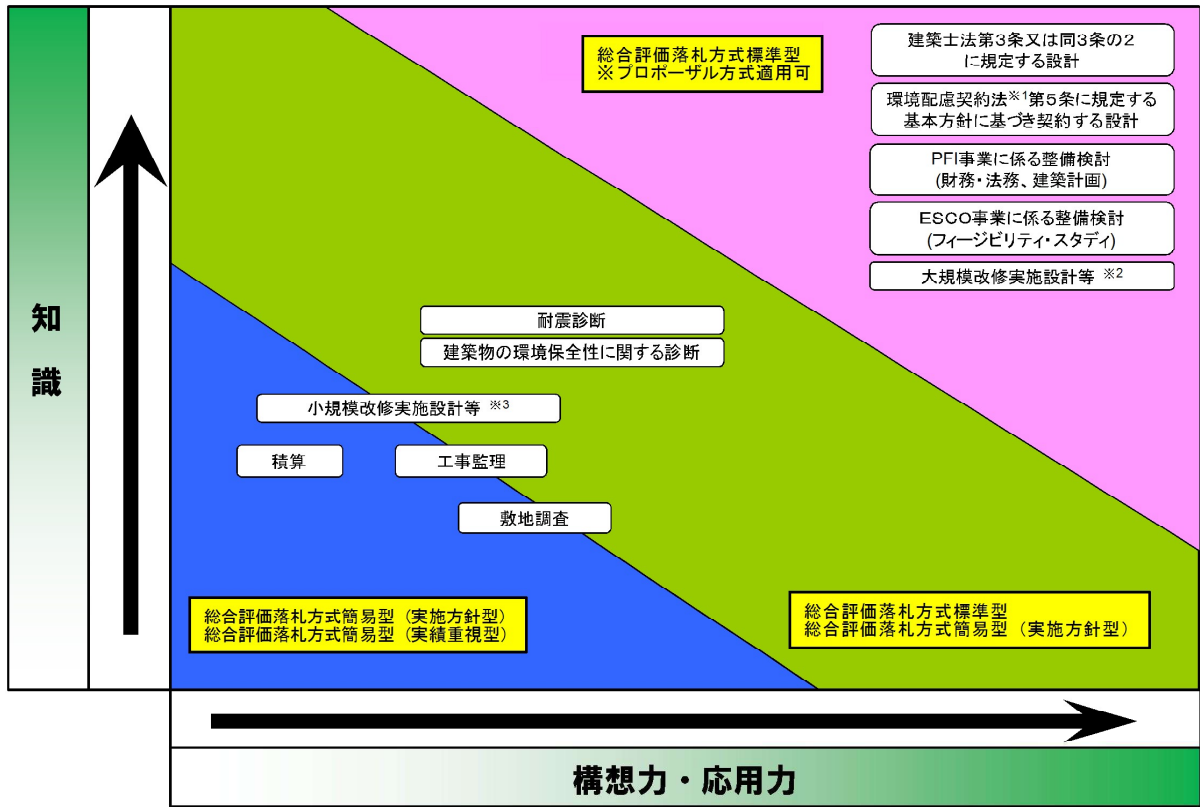 総合評価落札方式標準型
※プロポーザル方式適用可
建築士法第3条又は同3条の2
に規定する設計
環境配慮契約法※1第5条に規定する
基本方針に基づき契約する設計
PFI事業に係る整備検討
(財務・法務、建築計画)
ESCO事業に係る整備検討
(フィージビリティ・スタディ)
大規模改修実施設計等 ※2
知
識
耐震診断
建築物の環境保全性に関する診断
小規模改修実施設計等 ※3
積算
工事監理
敷地調査
総合評価落札方式簡易型（実施方針型）
総合評価落札方式簡易型（実績重視型）
総合評価落札方式標準型
総合評価落札方式簡易型（実施方針型）
構想力・応用力